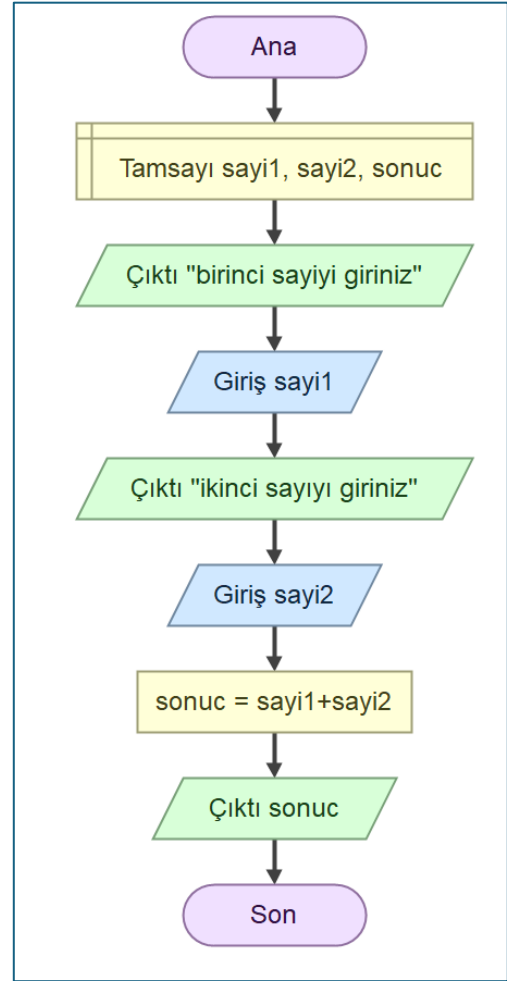 Ana
Tamsayı sayi1, sayi2, sonuc
Çıktı "birinci sayiyi giriniz"
Giriş sayi1
Çıktı "ikinci sayıyı giriniz"
Giriş sayi2
sonuc = sayi1+sayi2
Çıktı sonuc
Son